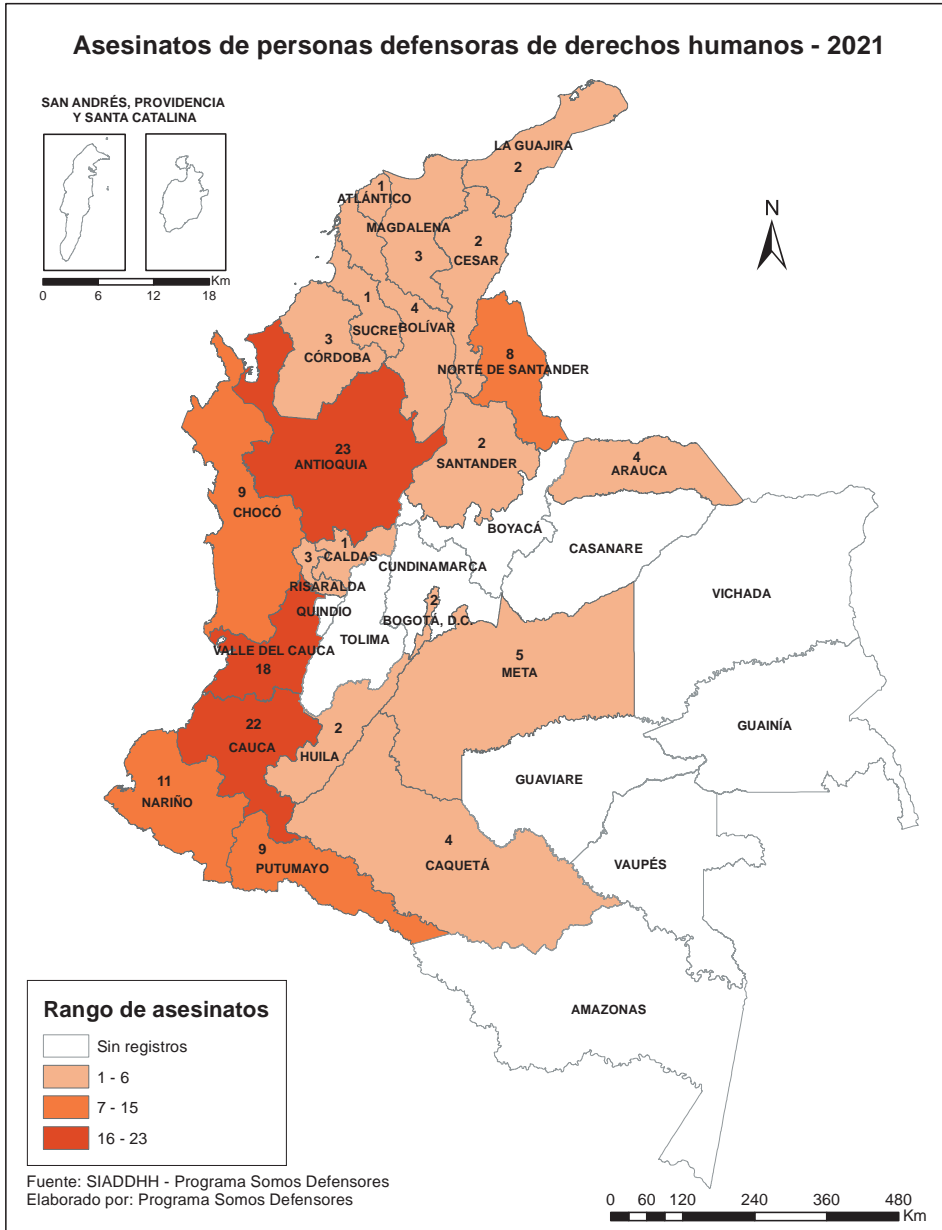 Asesinatos de personas defensoras de derechos humanos - 2021
SAN ANDRÉS, PROVIDENCIA
Y SANTA CATALINA
Km
0 6 12 18
N
LA GUAJIRA
2
1
ATLÁNTICO
MAGDALENA
3
2
CESAR
1
SUCRE
4
BOLÍVAR
3
CÓRDOBA
8
NORTE DE SANTANDER
23
ANTIOQUIA
2
SANTANDER
4
ARAUCA
9
CHOCÓ
BOYACÁ
CASANARE
1
CALDAS
3
RISARALDA
CUNDINAMARCA
VICHADA
QUINDIO
2
BOGOTÁ, D.C.
TOLIMA
VALLE DEL CAUCA
18
5
META
22
CAUCA
2
HUILA
GUAINÍA
GUAVIARE
11
NARIÑO
4
CAQUETÁ
9
PUTUMAYO
VAUPÉS
AMAZONAS
Rango de asesinatos
Sin registros
1 - 6
7 - 15
16 - 23
Fuente: SIADDHH - Programa Somos Defensores
Elaborado por: Programa Somos Defensores
0 60 120 240 360 480
Km